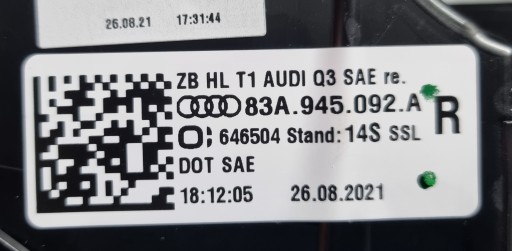 26.08.21 17:31:44
ZB HL T1 AUDI Q3 SAE re.
83A.945.092.A R
O; 646504 Stand: 14S SSL
DOT SAE
18:12:05 26.08.2021